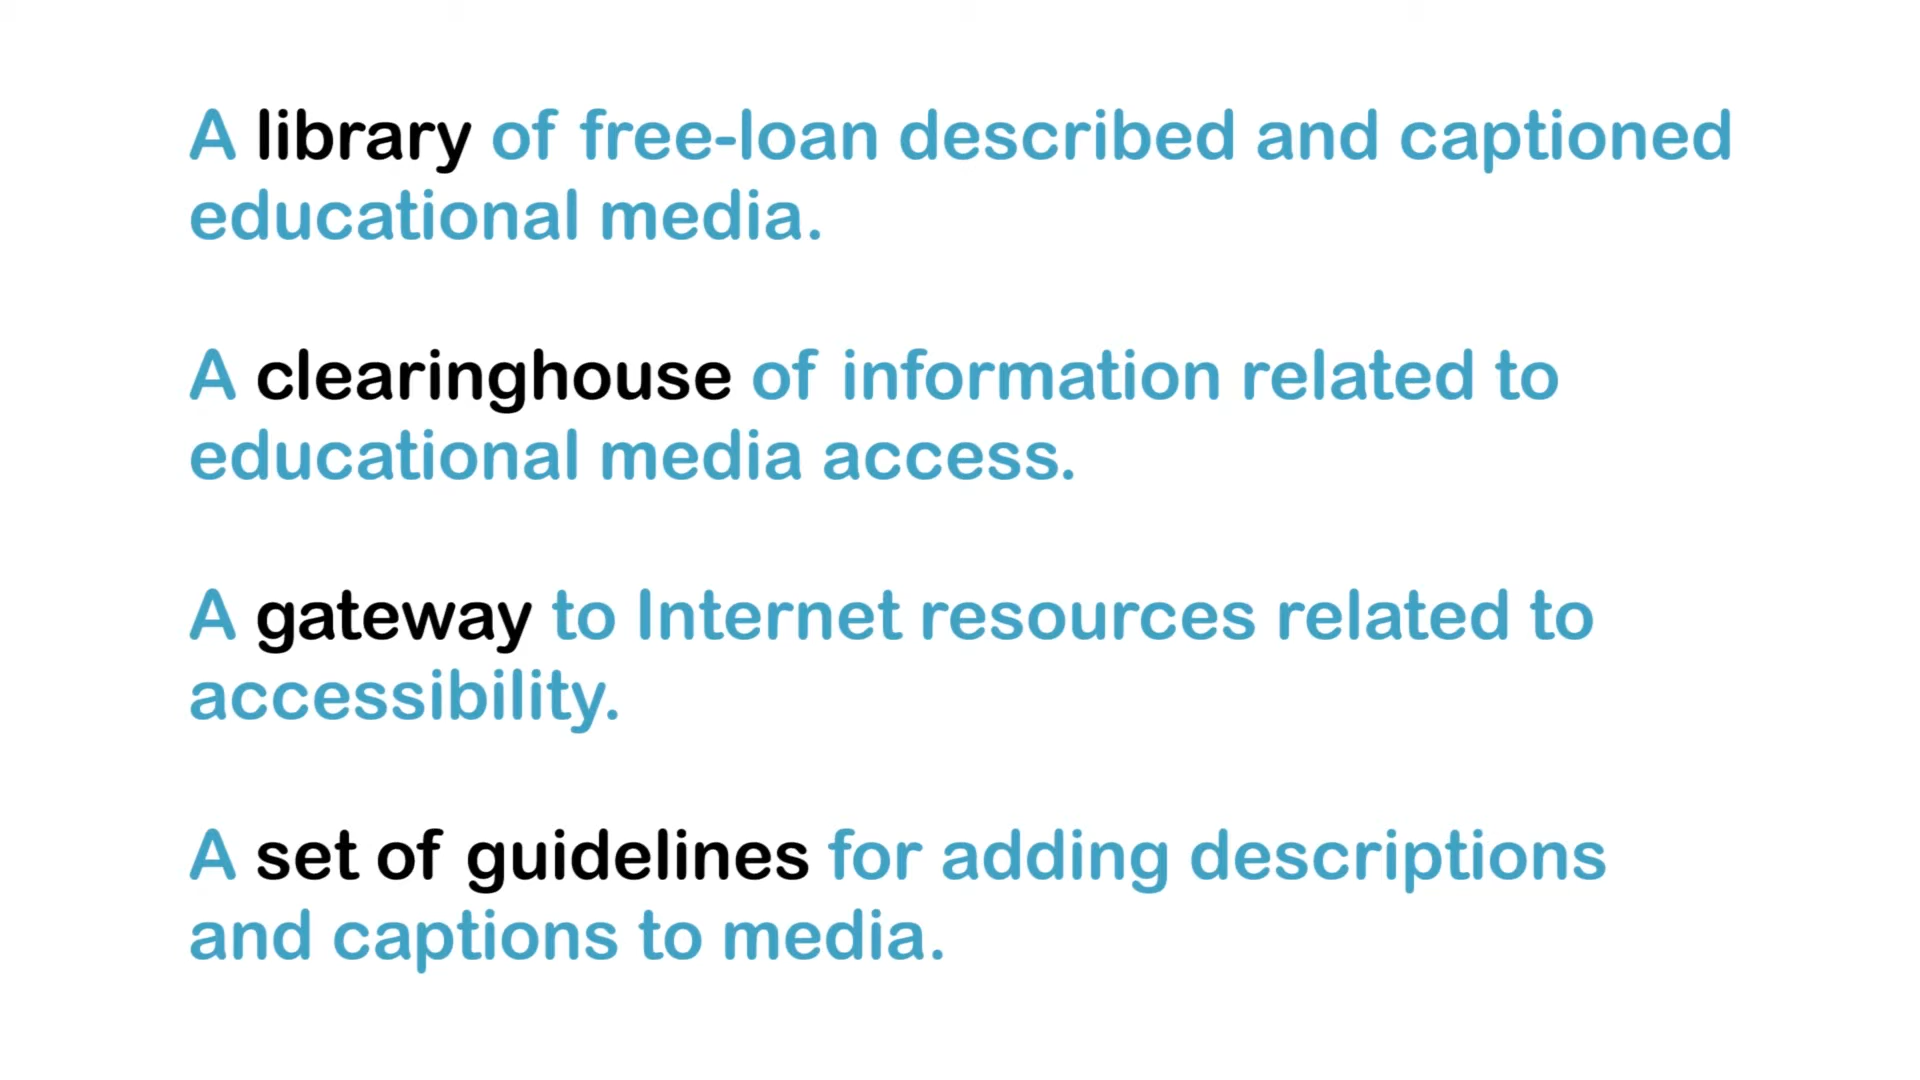 A library of free-loan described and captioned
educational media.
A clearinghouse of information related to
educational media access.
A gateway to Internet resources related to
accessibility.
A set of guidelines for adding descriptions
and captions to media.